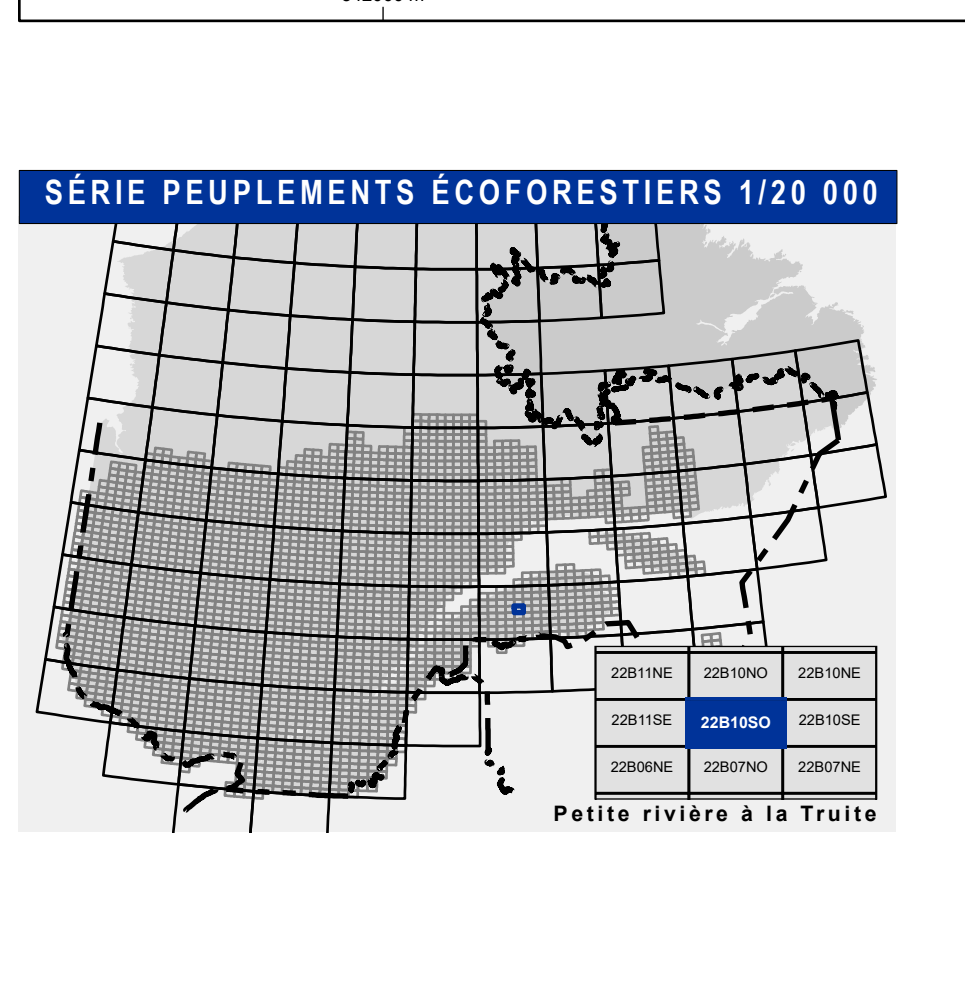 SÉRIE PEUPLEMENTS ÉCOFORESTIERS 1/20 000
22B11NE 22B10NO 22B10NE
22B11SE 22B10SO 22B10SE
22B06NE 22B07NO 22B07NE
Petite rivière à la Truite